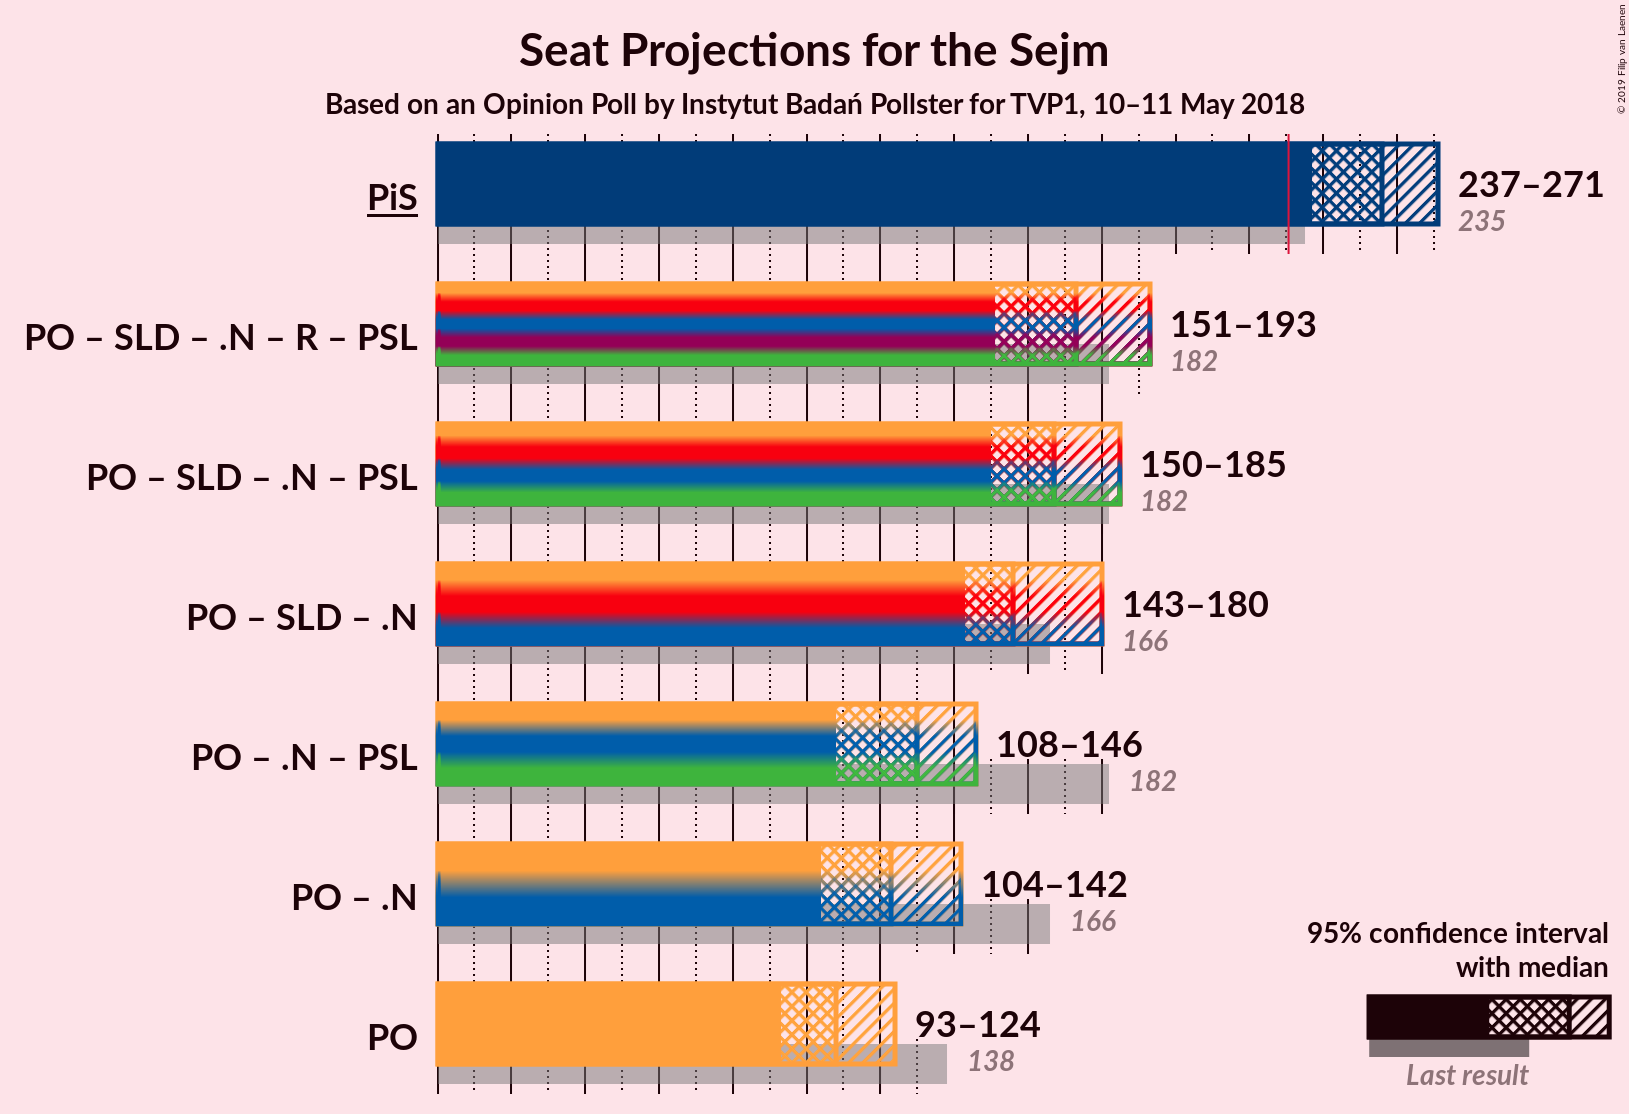 Seat Projections for the Sejm
Based on an Opinion Poll by Instytut Badań Pollster for TVP1, 10–11 May 2018
© 2019 Filip van Laenen
PiS
237–271
235
PO – SLD – .N – R – PSL
151–193
182
PO – SLD – .N – PSL
150–185
182
PO – SLD – .N
143–180
166
PO – .N – PSL
108–146
182
PO – .N
104–142
166
PO
93–124
138
95% confidence interval
with median
Last result